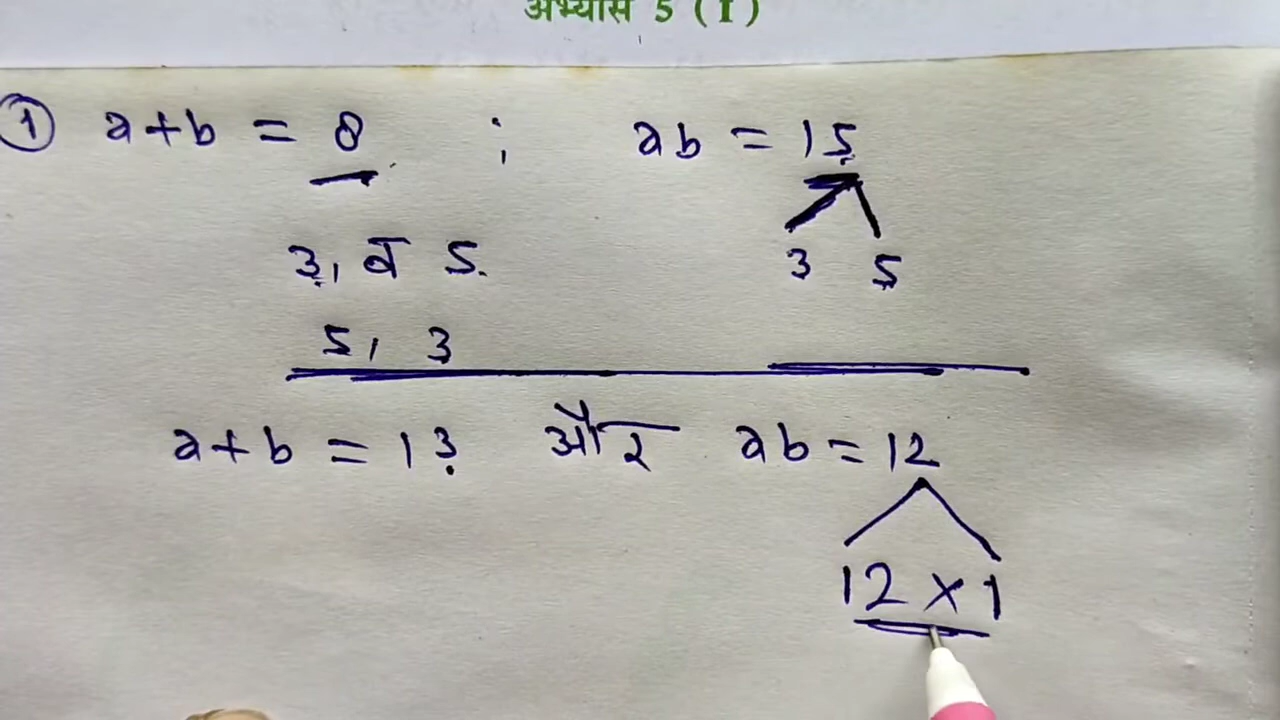 अभ्यास 5 (I)
① a+b = 8 ; ab = 15
3 5
3, व 5.
5, 3
a+b = 13 और ab = 12
12 × 1